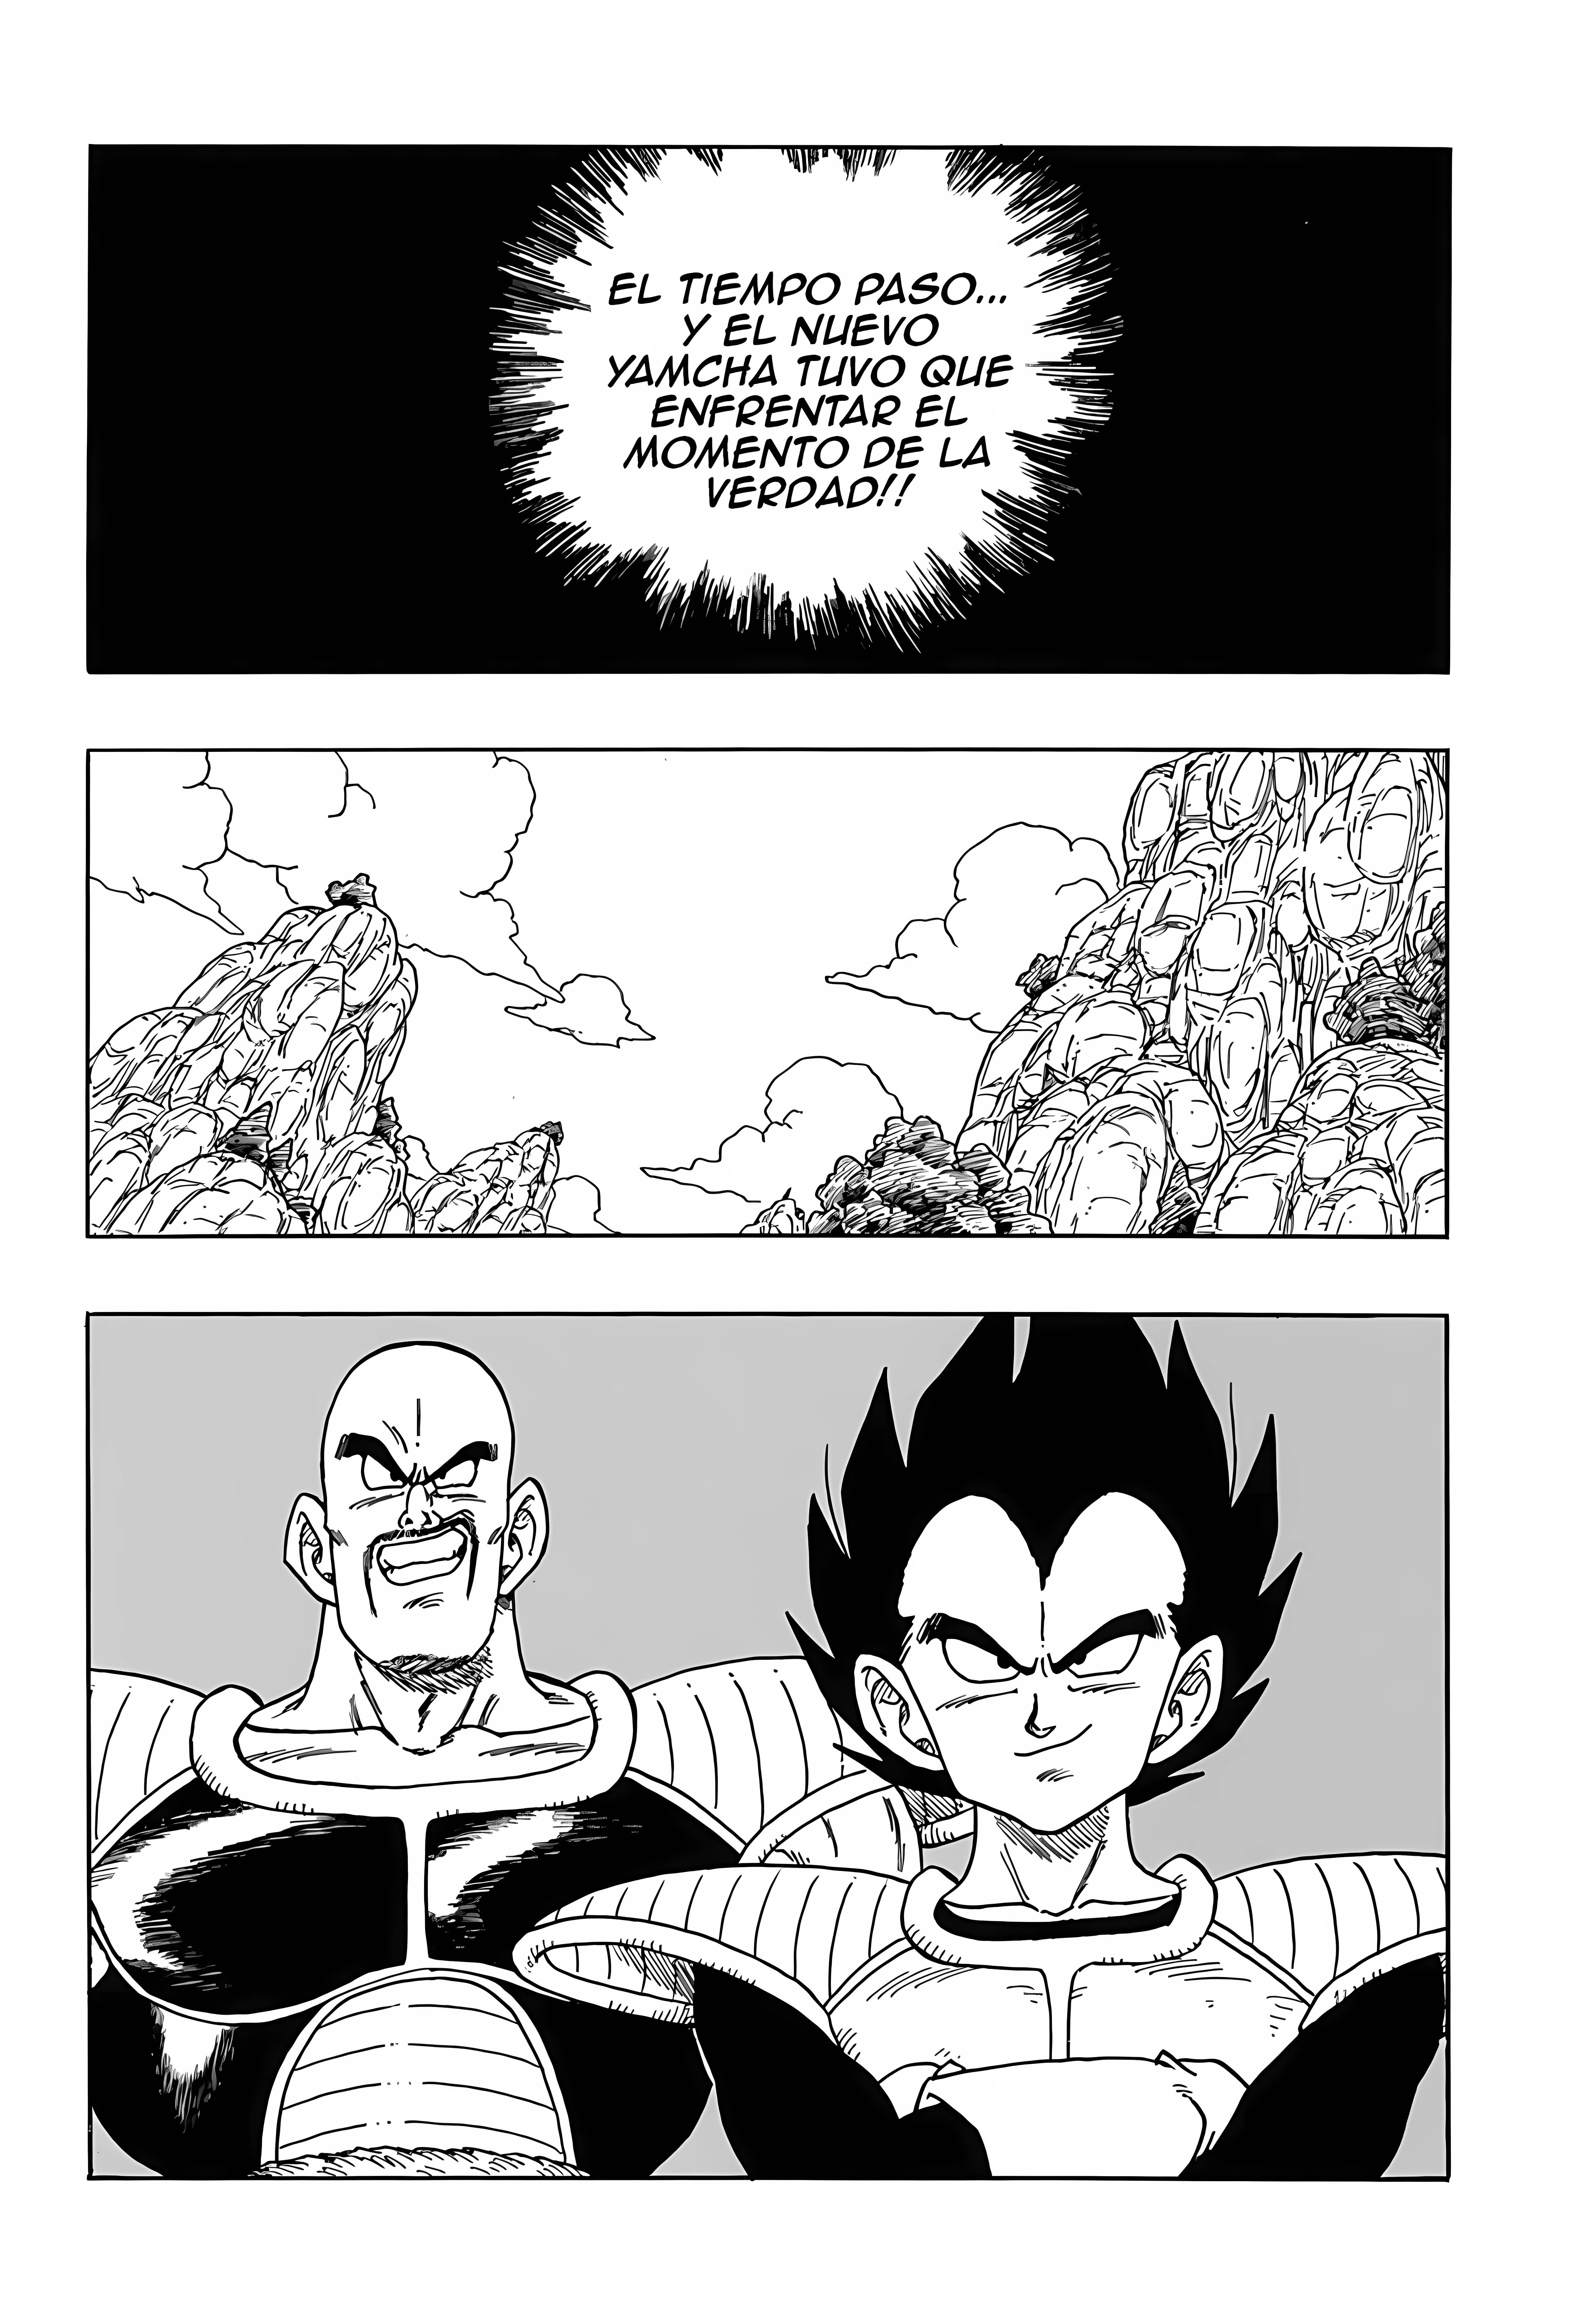 EL TIEMPO PASO...
Y EL NUEVO
YAMCHA TUVO QUE
ENFRENTAR EL
MOMENTO DE LA
VERDAD!!